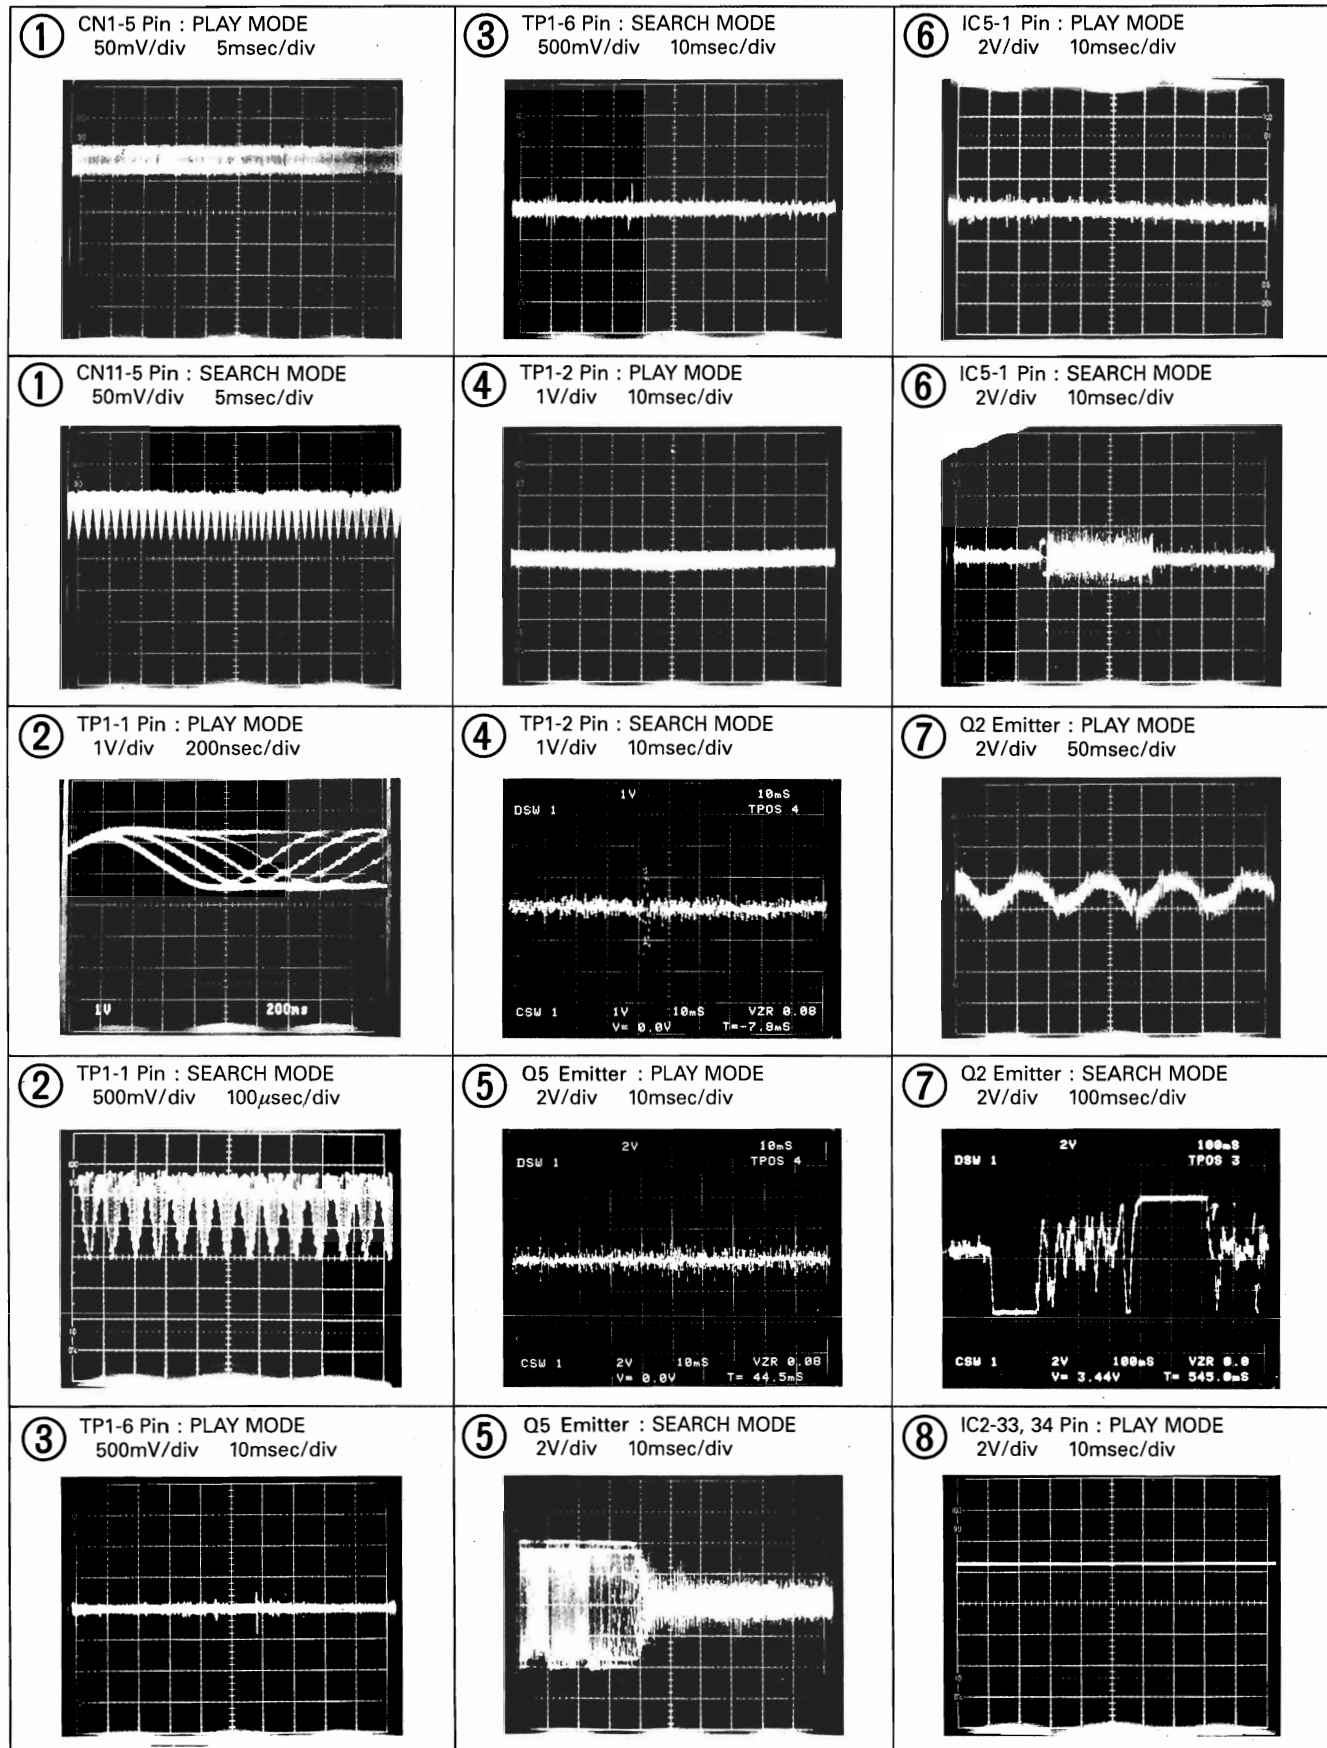 ① CN1-5 Pin : PLAY MODE
50mV/div 5msec/div
① CN11-5 Pin : SEARCH MODE
50mV/div 5msec/div
② TP1-1 Pin : PLAY MODE
1V/div 200nsec/div
1V 200ns
② TP1-1 Pin : SEARCH MODE
500mV/div 100μsec/div
③ TP1-6 Pin : PLAY MODE
500mV/div 10msec/div
③ TP1-6 Pin : SEARCH MODE
500mV/div 10msec/div
④ TP1-2 Pin : PLAY MODE
1V/div 10msec/div
④ TP1-2 Pin : SEARCH MODE
1V/div 10msec/div
1V 10mS
DSW 1 TPOS 4
CSW 1 1V 10mS VZR 0.08
V= 0.0V T=-7.8mS
⑤ Q5 Emitter : PLAY MODE
2V/div 10msec/div
2V 10mS
DSW 1 TPOS 4
CSW 1 2V 10mS VZR 0.08
V= 0.0V T= 44.5mS
⑤ Q5 Emitter : SEARCH MODE
2V/div 10msec/div
⑥ IC5-1 Pin : PLAY MODE
2V/div 10msec/div
⑥ IC5-1 Pin : SEARCH MODE
2V/div 10msec/div
⑦ Q2 Emitter : PLAY MODE
2V/div 50msec/div
⑦ Q2 Emitter : SEARCH MODE
2V/div 100msec/div
2V 100mS
DSW 1 TPOS 3
CSW 1 2V 100mS VZR 0.0
V= 3.44V T= 545.0mS
⑧ IC2-33, 34 Pin : PLAY MODE
2V/div 10msec/div